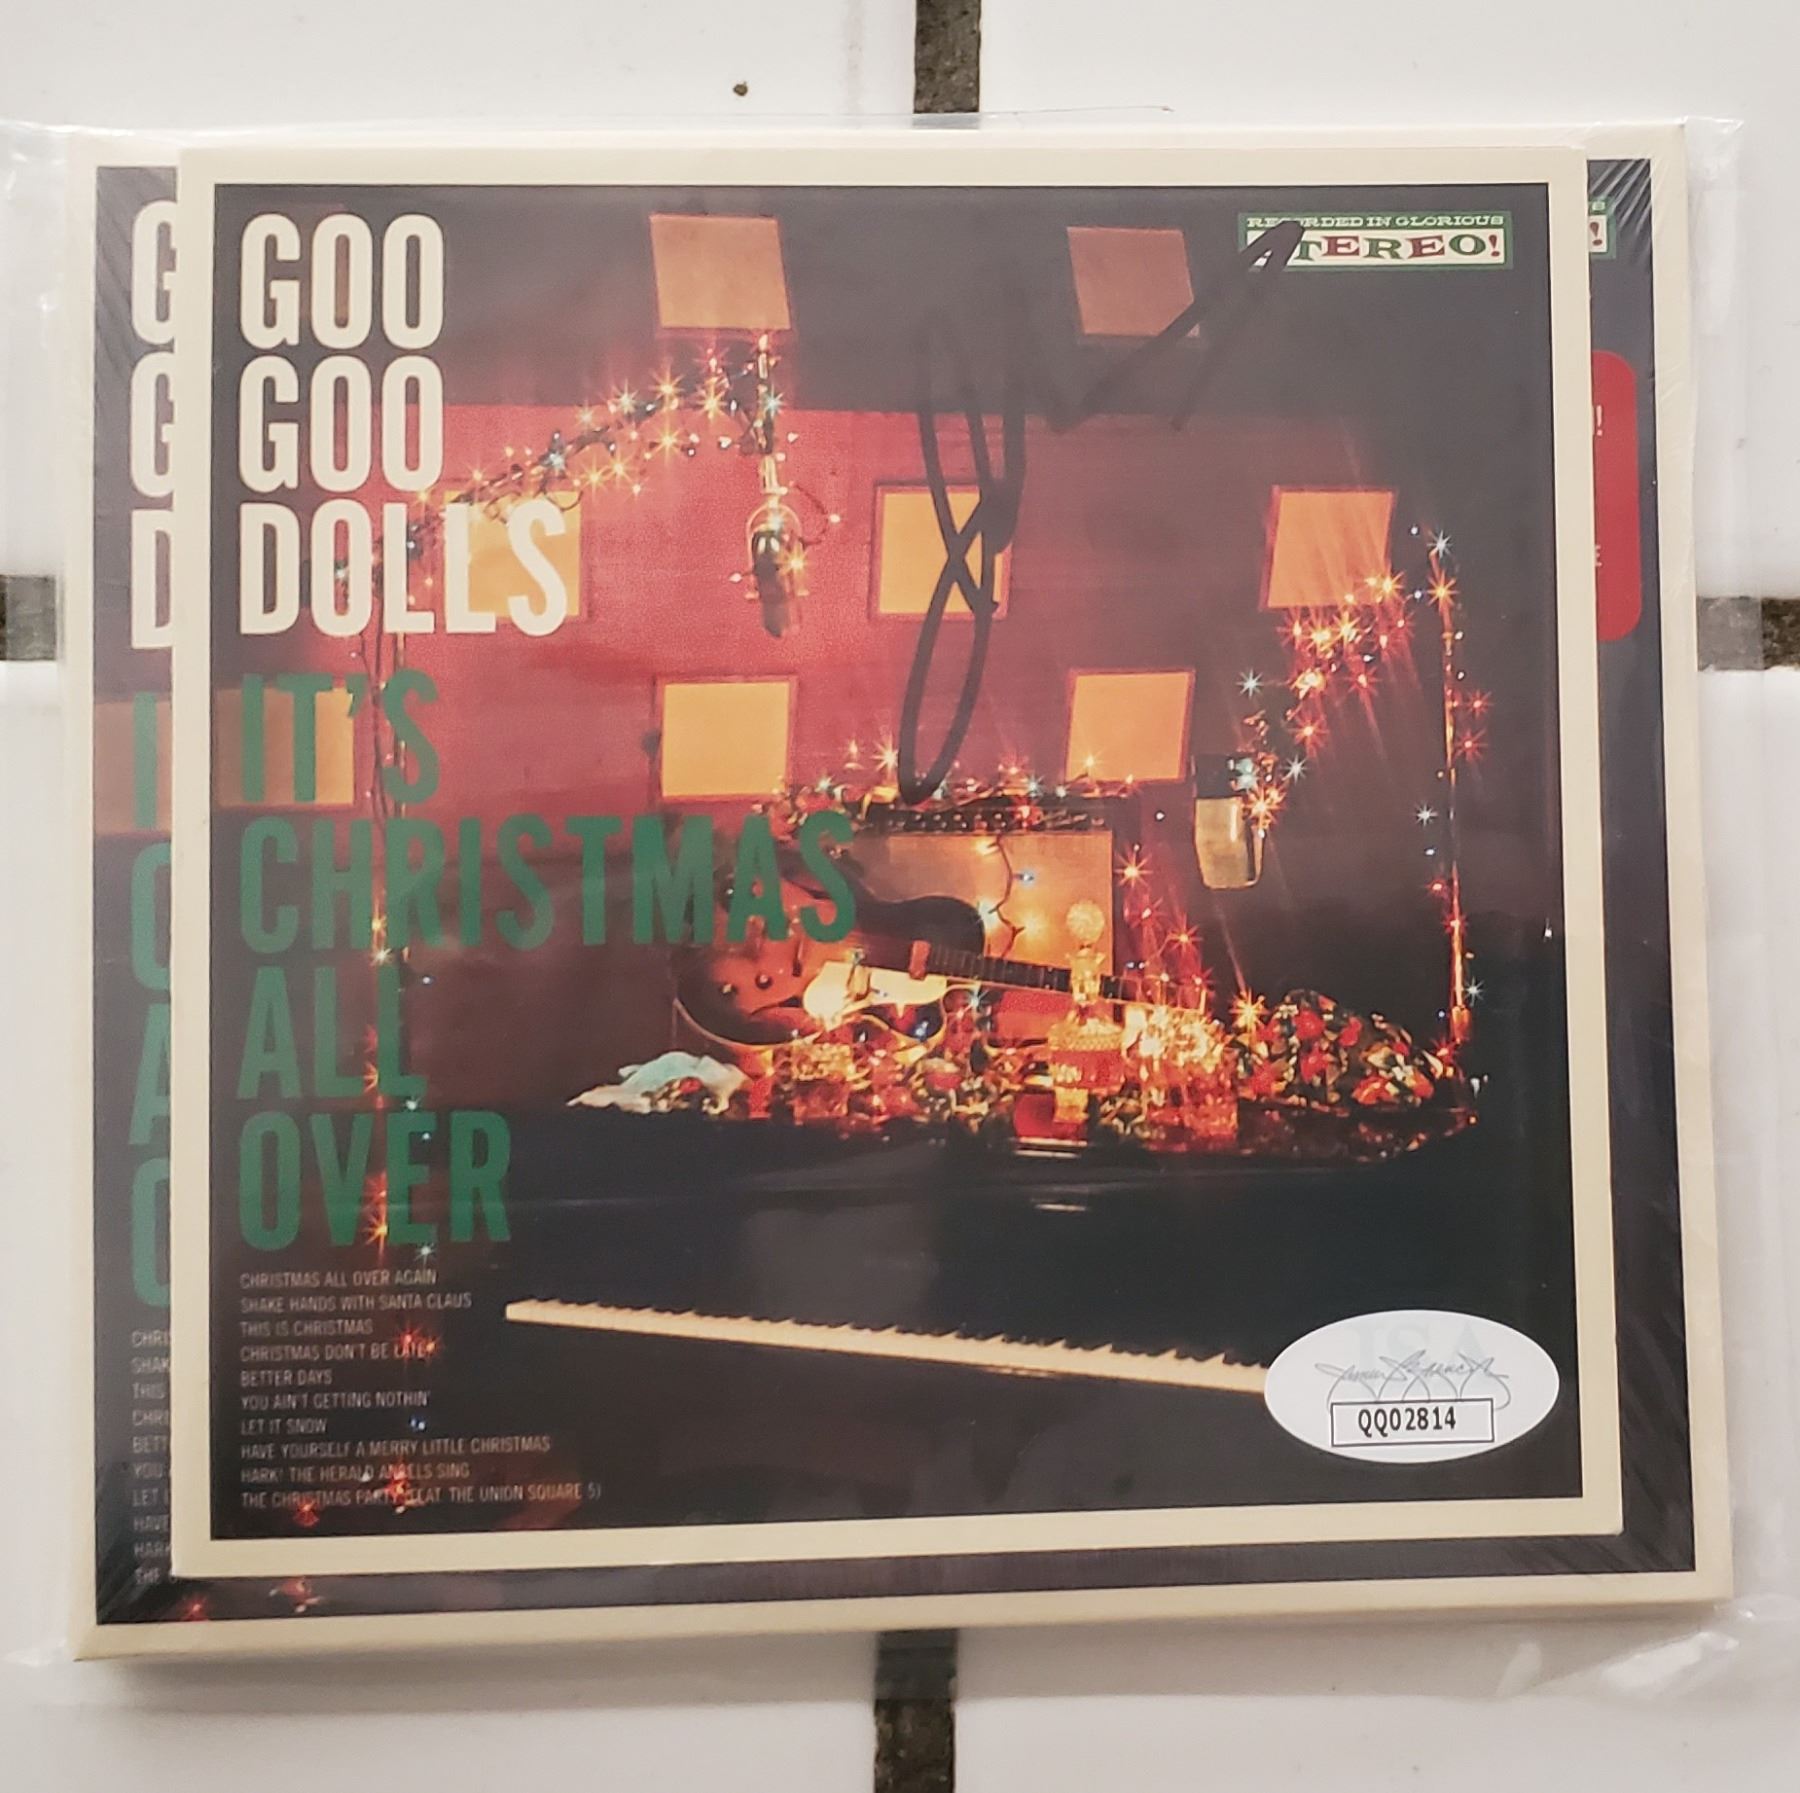 GOO
GOO
DOLLS
RECORDED IN GLORIOUS
STEREO!
IT'S
CHRISTMAS
ALL
OVER
CHRISTMAS ALL OVER AGAIN
SHAKE HANDS WITH SANTA CLAUS
THIS IS CHRISTMAS
CHRISTMAS DON'T BE LATE
BETTER DAYS
YOU AIN'T GETTING NOTHIN'
LET IT SNOW
HAVE YOURSELF A MERRY LITTLE CHRISTMAS
HARK! THE HERALD ANGELS SING
THE CHRISTMAS PARTY (FEAT THE UNION SQUARE 5)
JSA
QQ02814